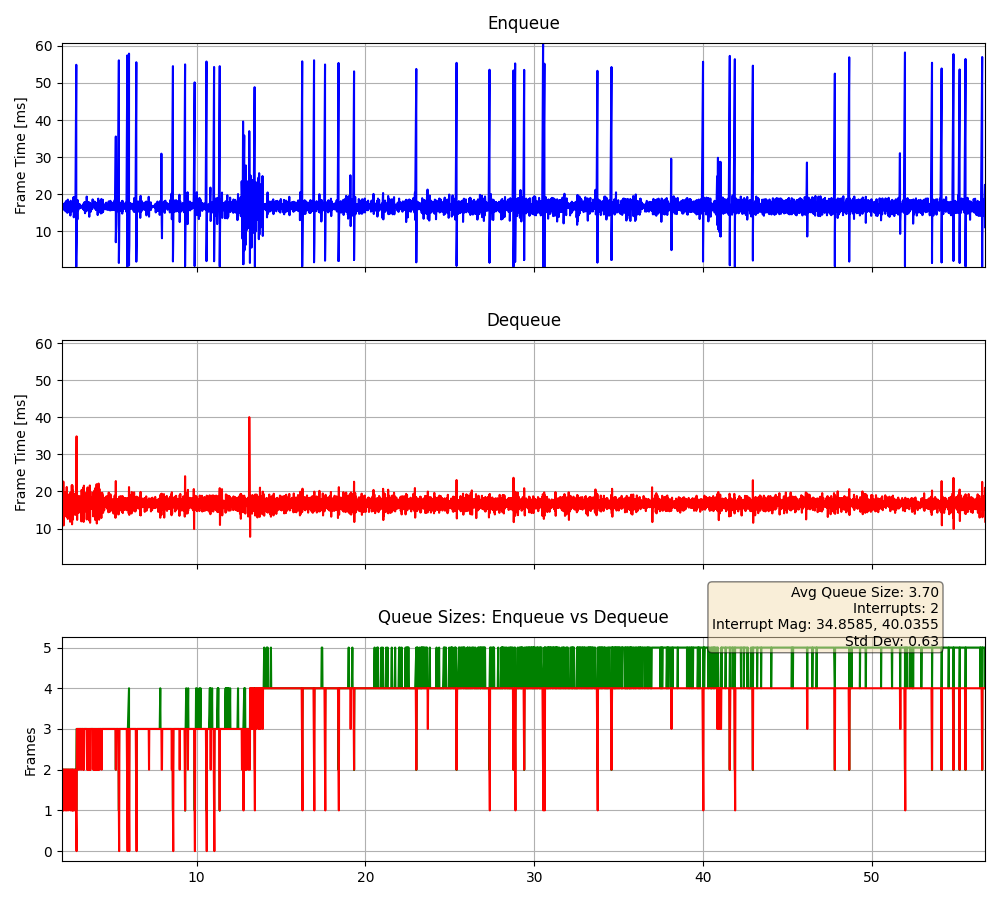 Enqueue
Frame Time [ms]
60
50
40
30
20
10
Dequeue
Frame Time [ms]
60
50
40
30
20
10
Avg Queue Size: 3.70
Interrupts: 2
Interrupt Mag: 34.8585, 40.0355
Std Dev: 0.63
Queue Sizes: Enqueue vs Dequeue
Frames
5
4
3
2
1
0
10 20 30 40 50